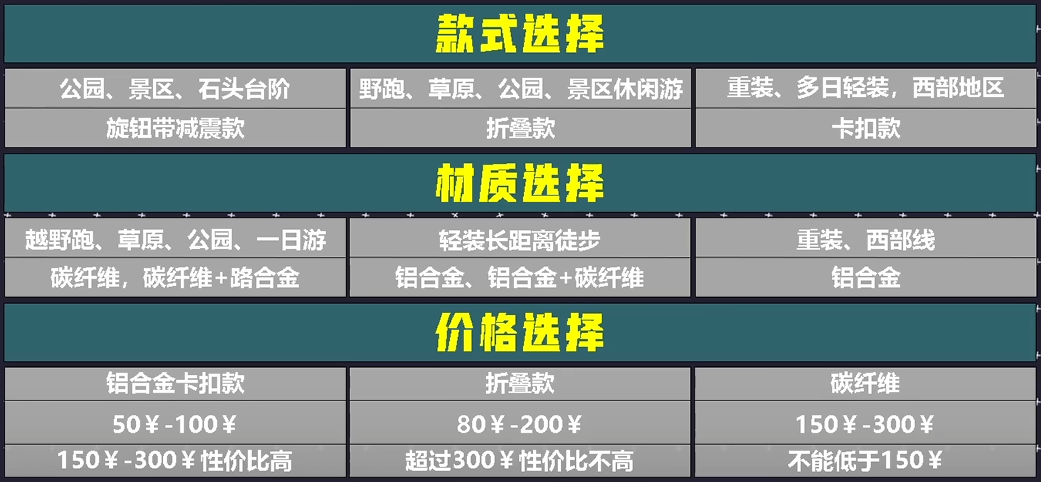 款式选择
公园、景区、石头台阶 野跑、草原、公园、景区休闲游 重装、多日轻装，西部地区
旋钮带减震款 折叠款 卡扣款
材质选择
越野跑、草原、公园、一日游 轻装长距离徒步 重装、西部线
碳纤维，碳纤维+路合金 铝合金、铝合金+碳纤维 铝合金
价格选择
铝合金卡扣款 折叠款 碳纤维
50￥-100￥ 80￥-200￥ 150￥-300￥
150￥-300￥性价比高 超过300￥性价比不高 不能低于150￥